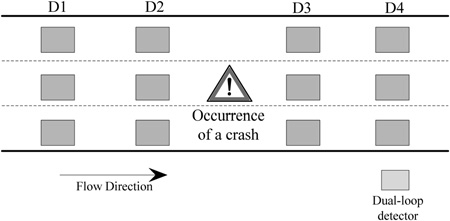 D1 D2 D3 D4
!
Occurrence
of a crash
Flow Direction
Dual-loop
detector